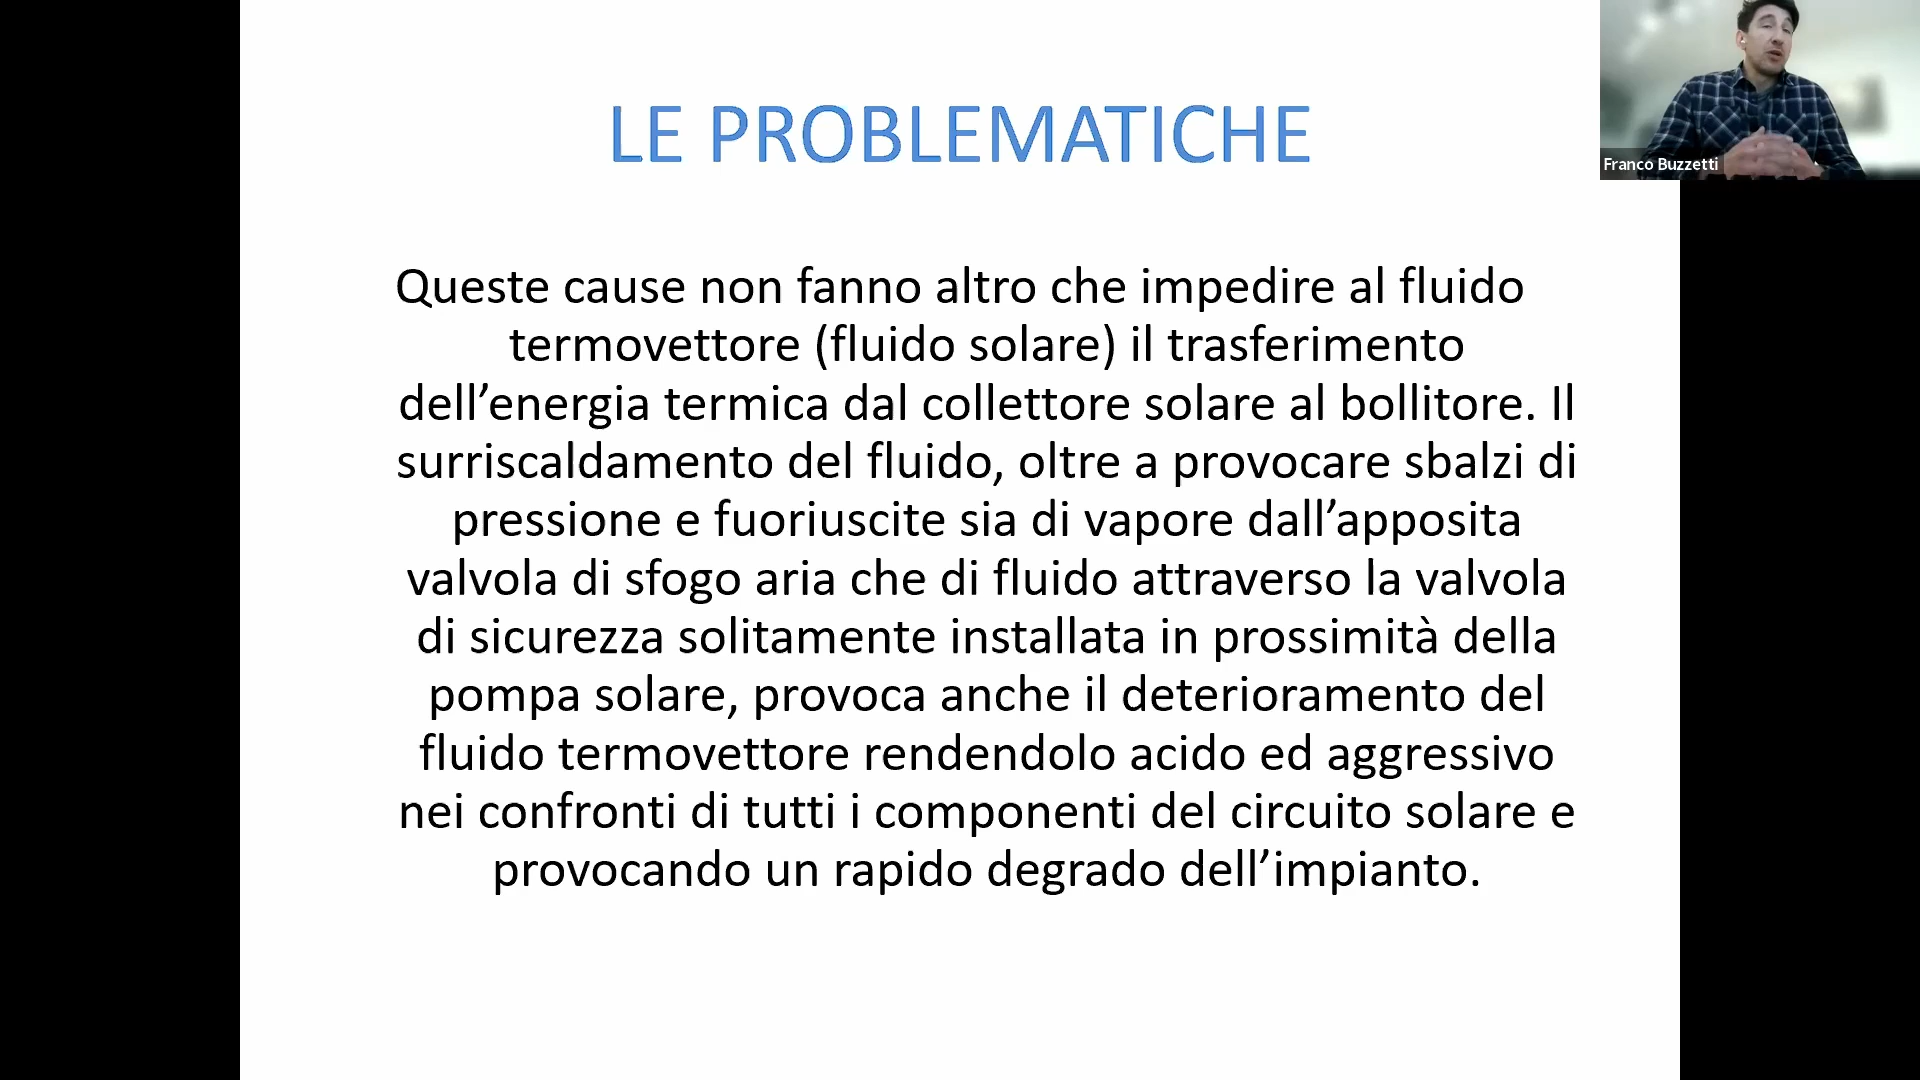 LE PROBLEMATICHE
Franco Buzzetti
Queste cause non fanno altro che impedire al fluido
termovettore (fluido solare) il trasferimento
dell’energia termica dal collettore solare al bollitore. Il
surriscaldamento del fluido, oltre a provocare sbalzi di
pressione e fuoriuscite sia di vapore dall’apposita
valvola di sfogo aria che di fluido attraverso la valvola
di sicurezza solitamente installata in prossimità della
pompa solare, provoca anche il deterioramento del
fluido termovettore rendendolo acido ed aggressivo
nei confronti di tutti i componenti del circuito solare e
provocando un rapido degrado dell’impianto.